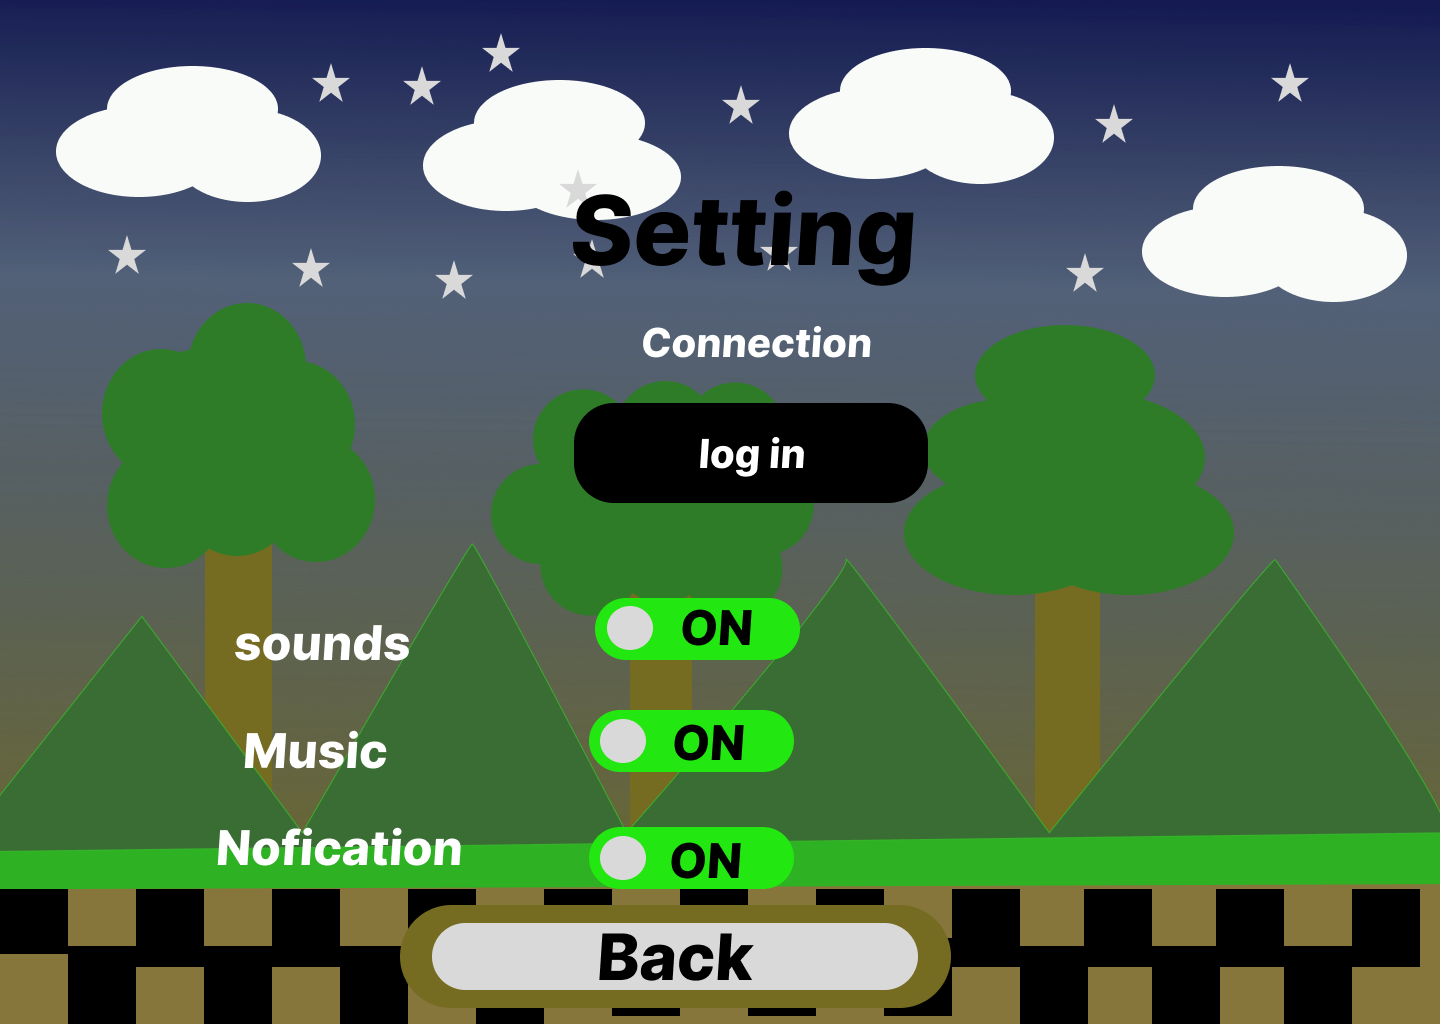 Setting
Connection
log in
sounds
ON
Music
ON
Nofication
ON
Back